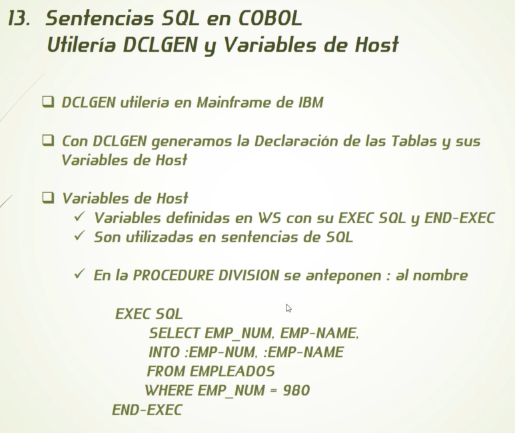 13. Sentencias SQL en COBOL
Utilería DCLGEN y Variables de Host
❑ DCLGEN utilería en Mainframe de IBM
❑ Con DCLGEN generamos la Declaración de las Tablas y sus
Variables de Host
❑ Variables de Host
✓ Variables definidas en WS con su EXEC SQL y END-EXEC
✓ Son utilizadas en sentencias de SQL
✓ En la PROCEDURE DIVISION se anteponen : al nombre
EXEC SQL
SELECT EMP_NUM, EMP-NAME,
INTO :EMP-NUM, :EMP-NAME
FROM EMPLEADOS
WHERE EMP_NUM = 980
END-EXEC